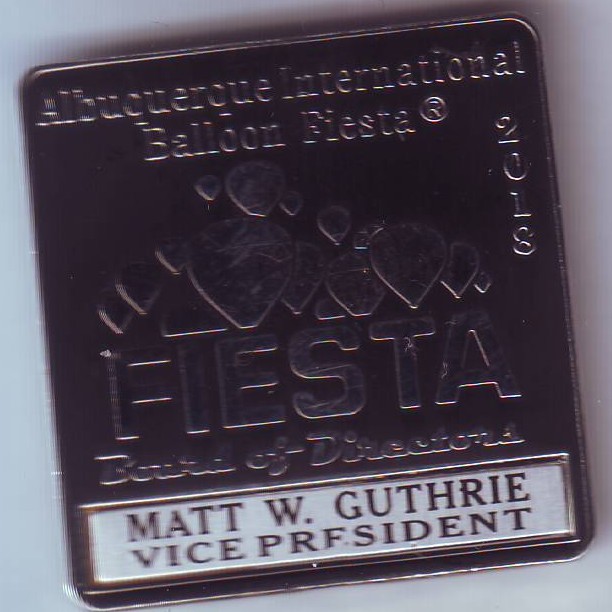 Albuquerque International
Balloon Fiesta®
2018
FIESTA
Board of Directors
MATT W. GUTHRIE
VICE PRESIDENT